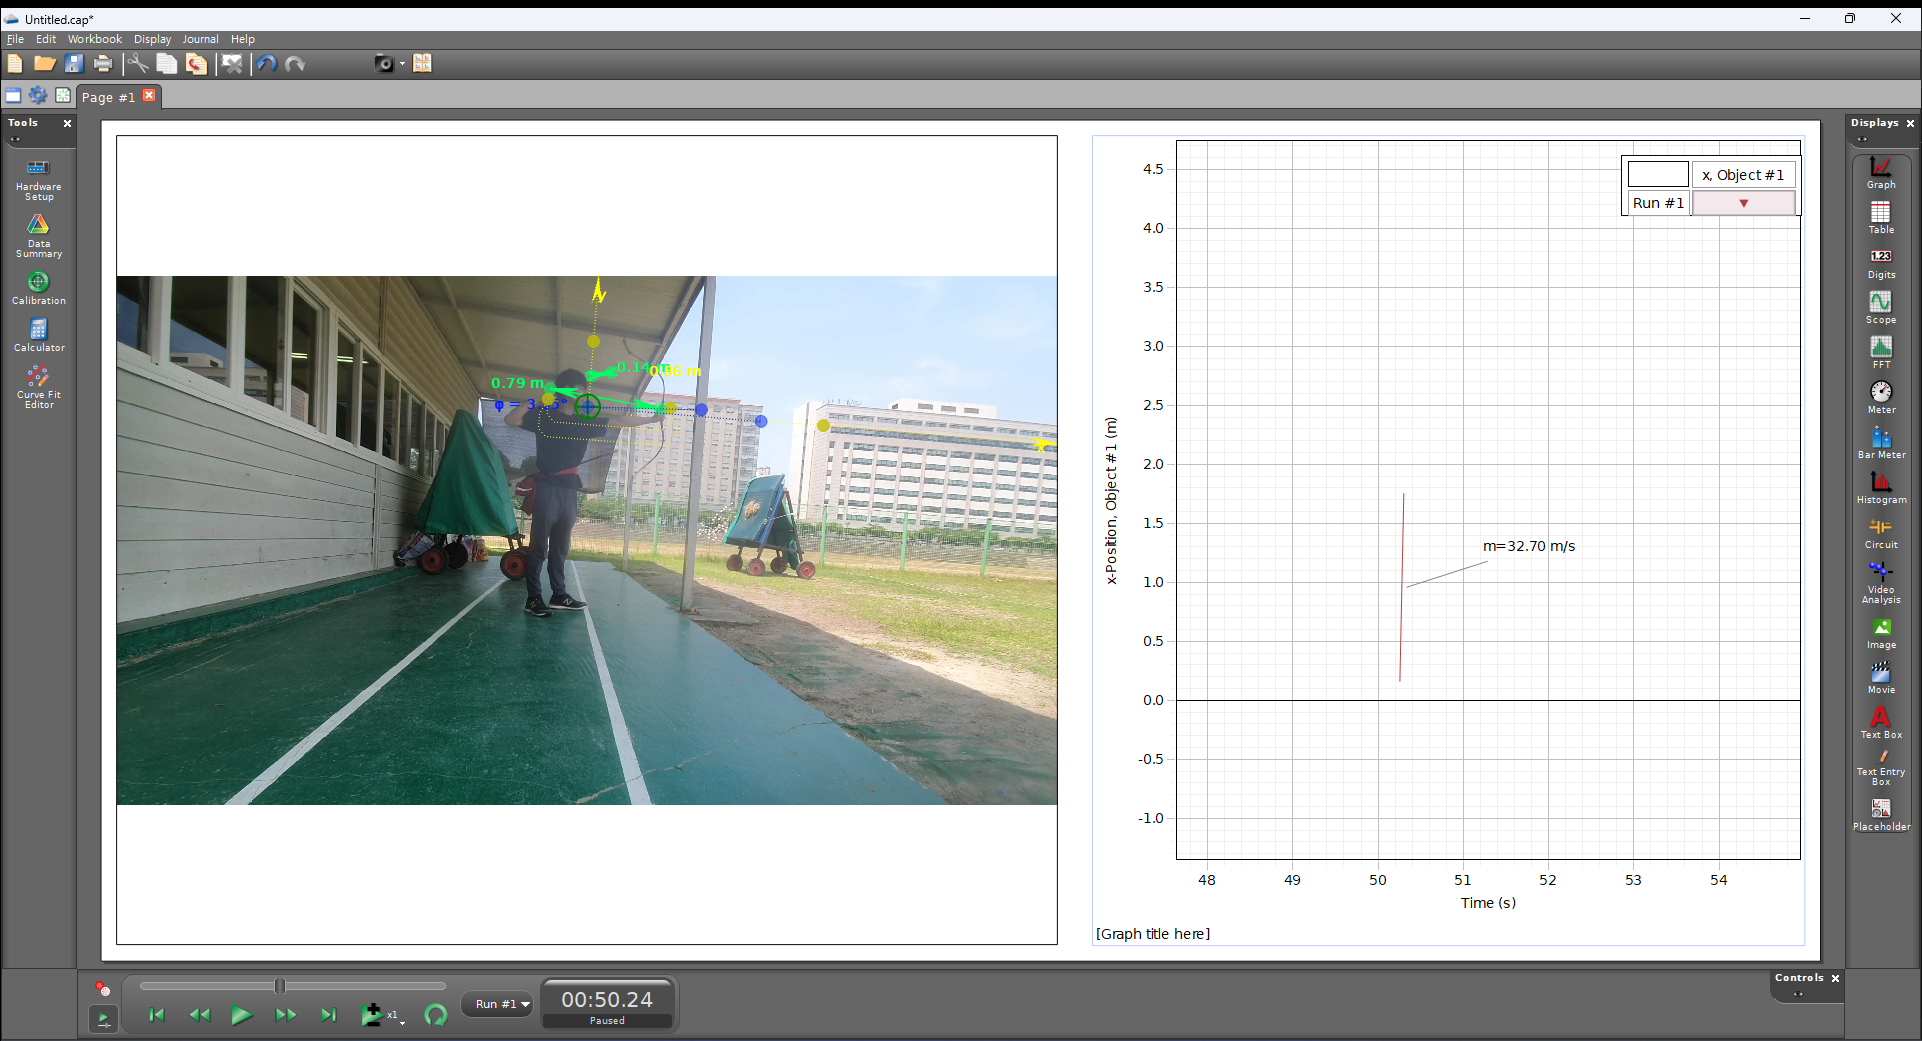 Untitled.cap*
File Edit Workbook Display Journal Help
Page #1
Tools
Hardware Setup
Data Summary
Calibration
Calculator
Curve Fit Editor
y
0.79 m
0.14
m
x
4.5
4.0
3.5
3.0
2.5
2.0
1.5
1.0
0.5
0.0
-0.5
-1.0
x-Position, Object #1 (m)
x, Object #1
Run #1
m=32.70 m/s
48 49 50 51 52 53 54
Time (s)
[Graph title here]
Displays
Graph
Table
1.23
Digits
Scope
FFT
Meter
Bar Meter
Histogram
Circuit
Video Analysis
Image
Movie
A
Text Box
Text Entry Box
Placeholder
x1
Run #1
00:50.24
Paused
Controls